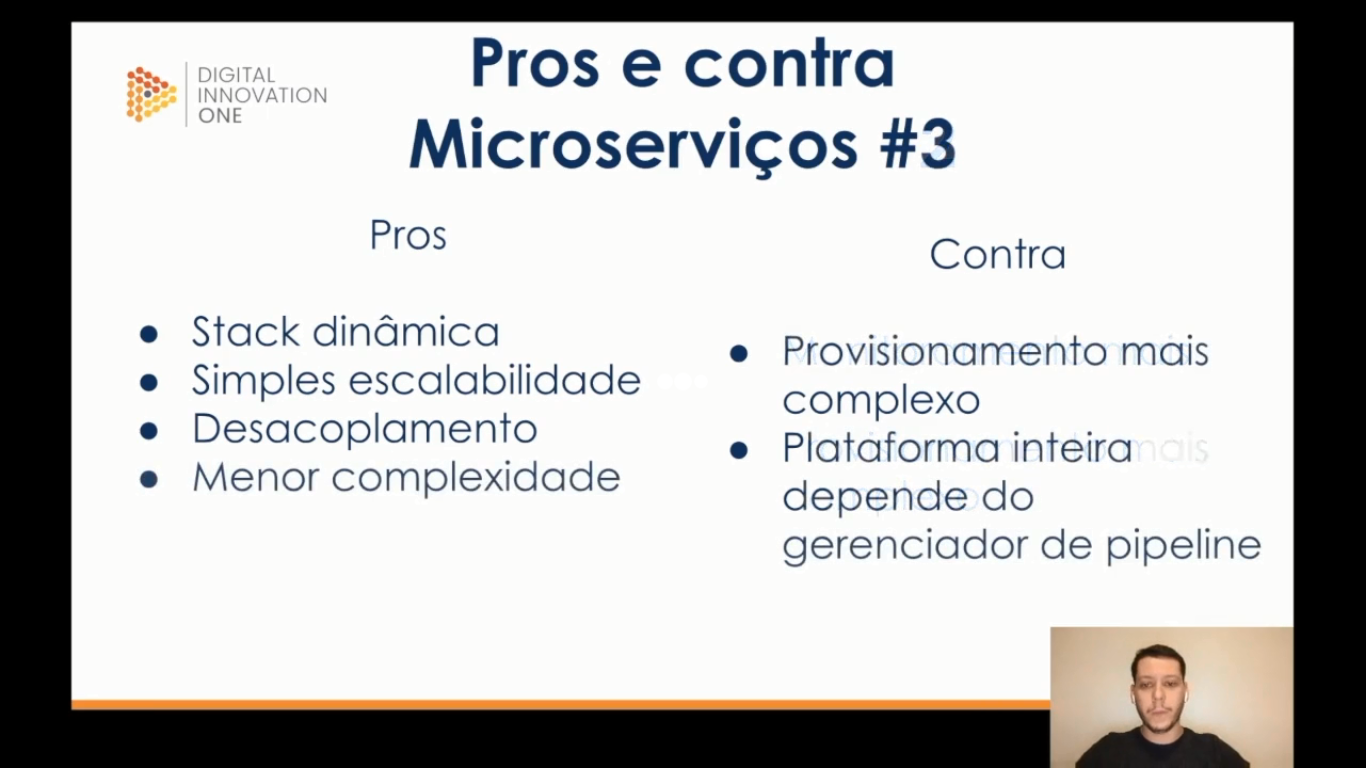 DIGITAL
INNOVATION
ONE
Pros e contra
Microserviços #3
Pros
● Stack dinâmica
● Simples escalabilidade
● Desacoplamento
● Menor complexidade
Contra
● Provisionamento mais
complexo
● Plataforma inteira
depende do
gerenciador de pipeline